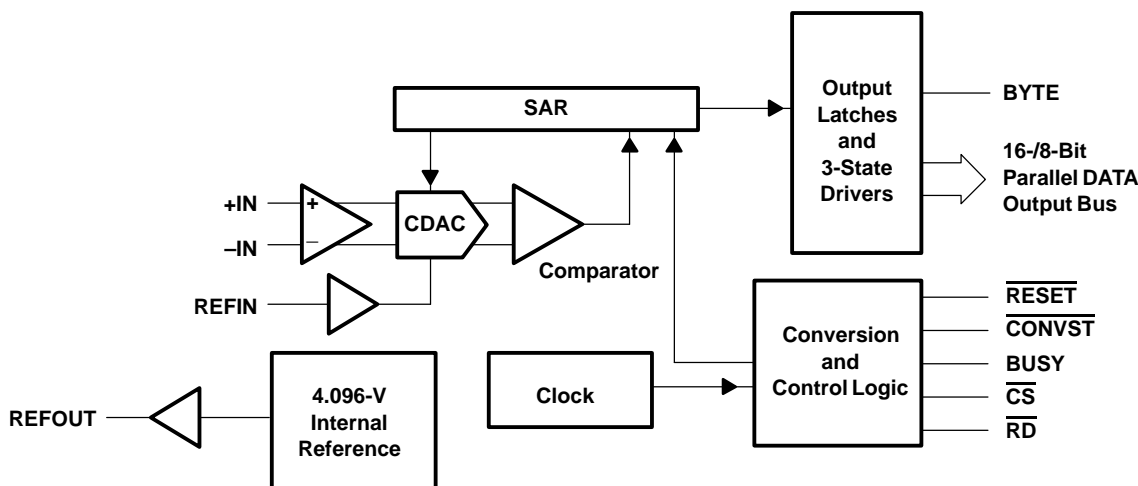 SAR
Output
Latches
and
3-State
Drivers
BYTE
16-/8-Bit
Parallel DATA
Output Bus
+IN
+
CDAC
–IN
–
Comparator
REFIN
Conversion
and
Control Logic
RESET
CONVST
BUSY
CS
RD
Clock
4.096-V
Internal
Reference
REFOUT